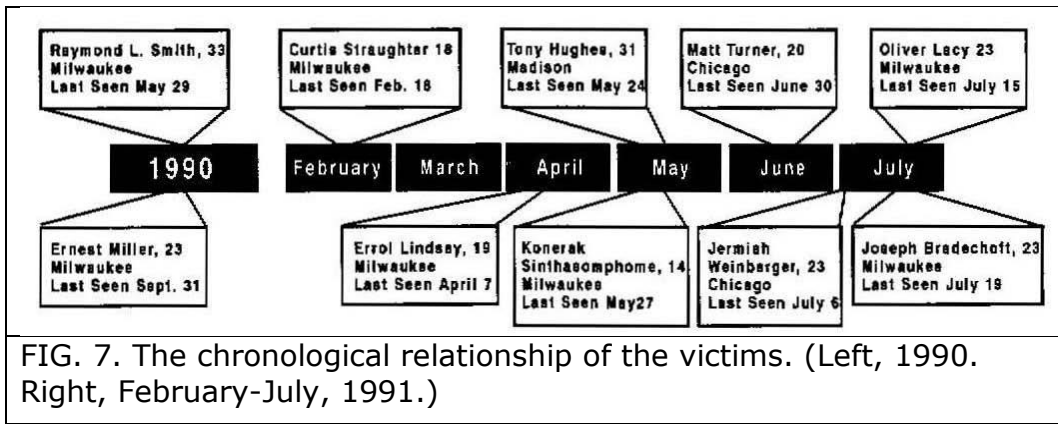 Raymond L. Smith, 33
Milwaukee
Last Seen May 29
Curtis Straughter 18
Milwaukee
Last Seen Feb. 18
Tony Hughes, 31
Madison
Last Seen May 24
Matt Turner, 20
Chicago
Last Seen June 30
Oliver Lacy 23
Milwaukee
Last Seen July 15
1990
February
March
April
May
June
July
Ernest Miller, 23
Milwaukee
Last Seen Sept. 31
Errol Lindsay, 19
Milwaukee
Last Seen April 7
Konerak
Sinthasomphome, 14
Milwaukee
Last Seen May27
Jermiah
Weinberger, 23
Chicago
Last Seen July 6
Joseph Bradechoft, 23
Milwaukee
Last Seen July 19
FIG. 7. The chronological relationship of the victims. (Left, 1990.
Right, February-July, 1991.)